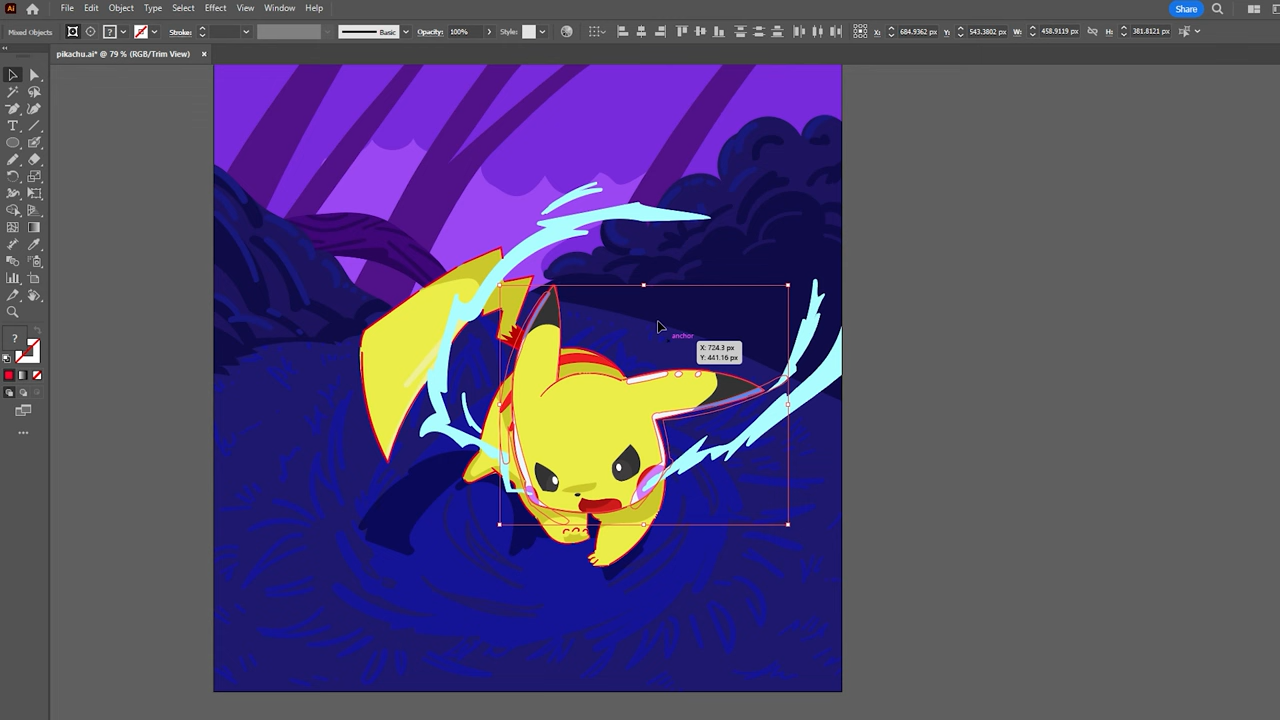 Ai File Edit Object Type Select Effect View Window Help Share
Mixed Objects ? Stroke: Basic Opacity: 100% Style: X: 684.9362 px Y: 543.3802 px W: 458.9119 px H: 381.8121 px
pikachu.ai* @ 79 % (RGB/Trim View) ×
anchor
X: 724.3 px
Y: 441.16 px
?